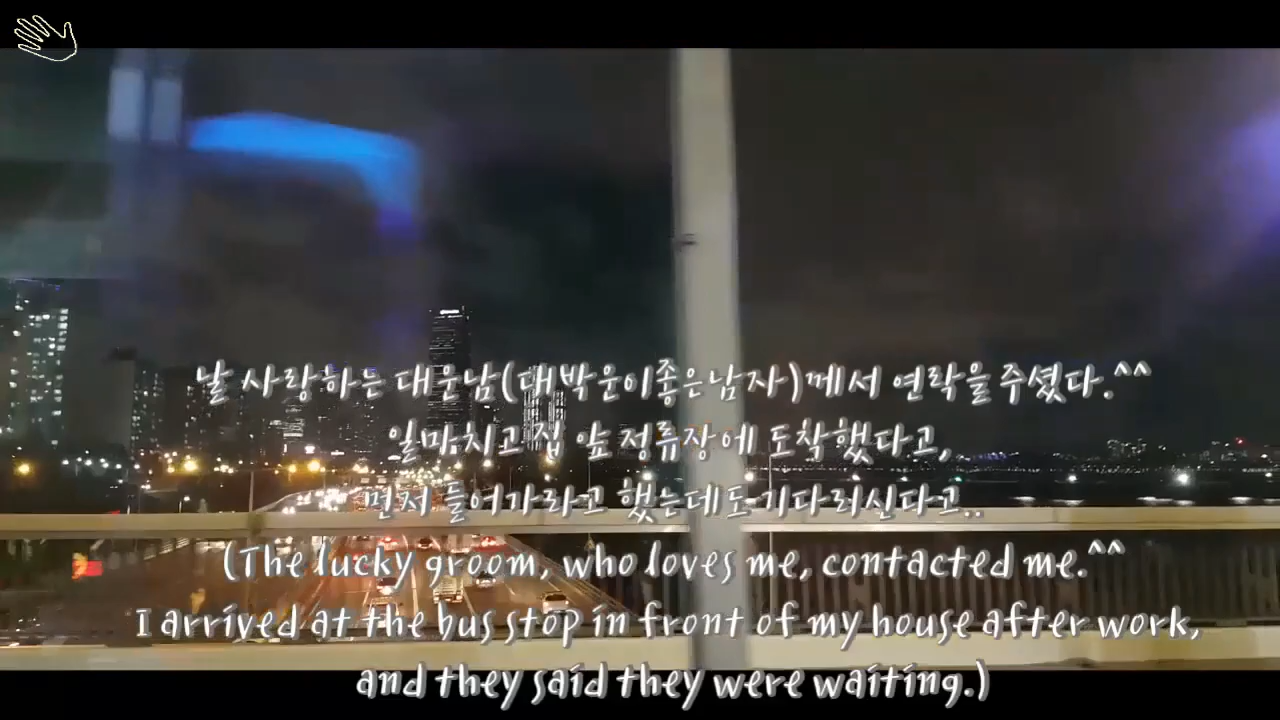 날 사랑하는 대운남(대박운이좋은남자)께서 연락을 주셨다.^^
일마치고 집 앞 정류장에 도착했다고,
먼저 들어가라고 했는데도 기다리신다고..
(The lucky groom, who loves me, contacted me.^^
I arrived at the bus stop in front of my house after work,
and they said they were waiting.)